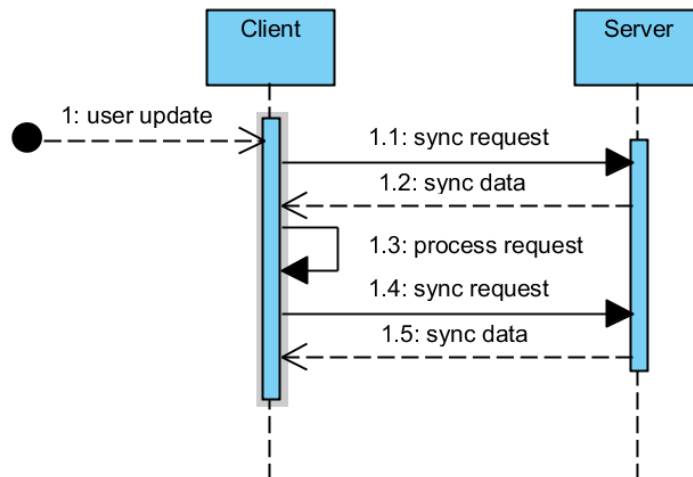 Client
Server
1: user update
1.1: sync request
1.2: sync data
1.3: process request
1.4: sync request
1.5: sync data